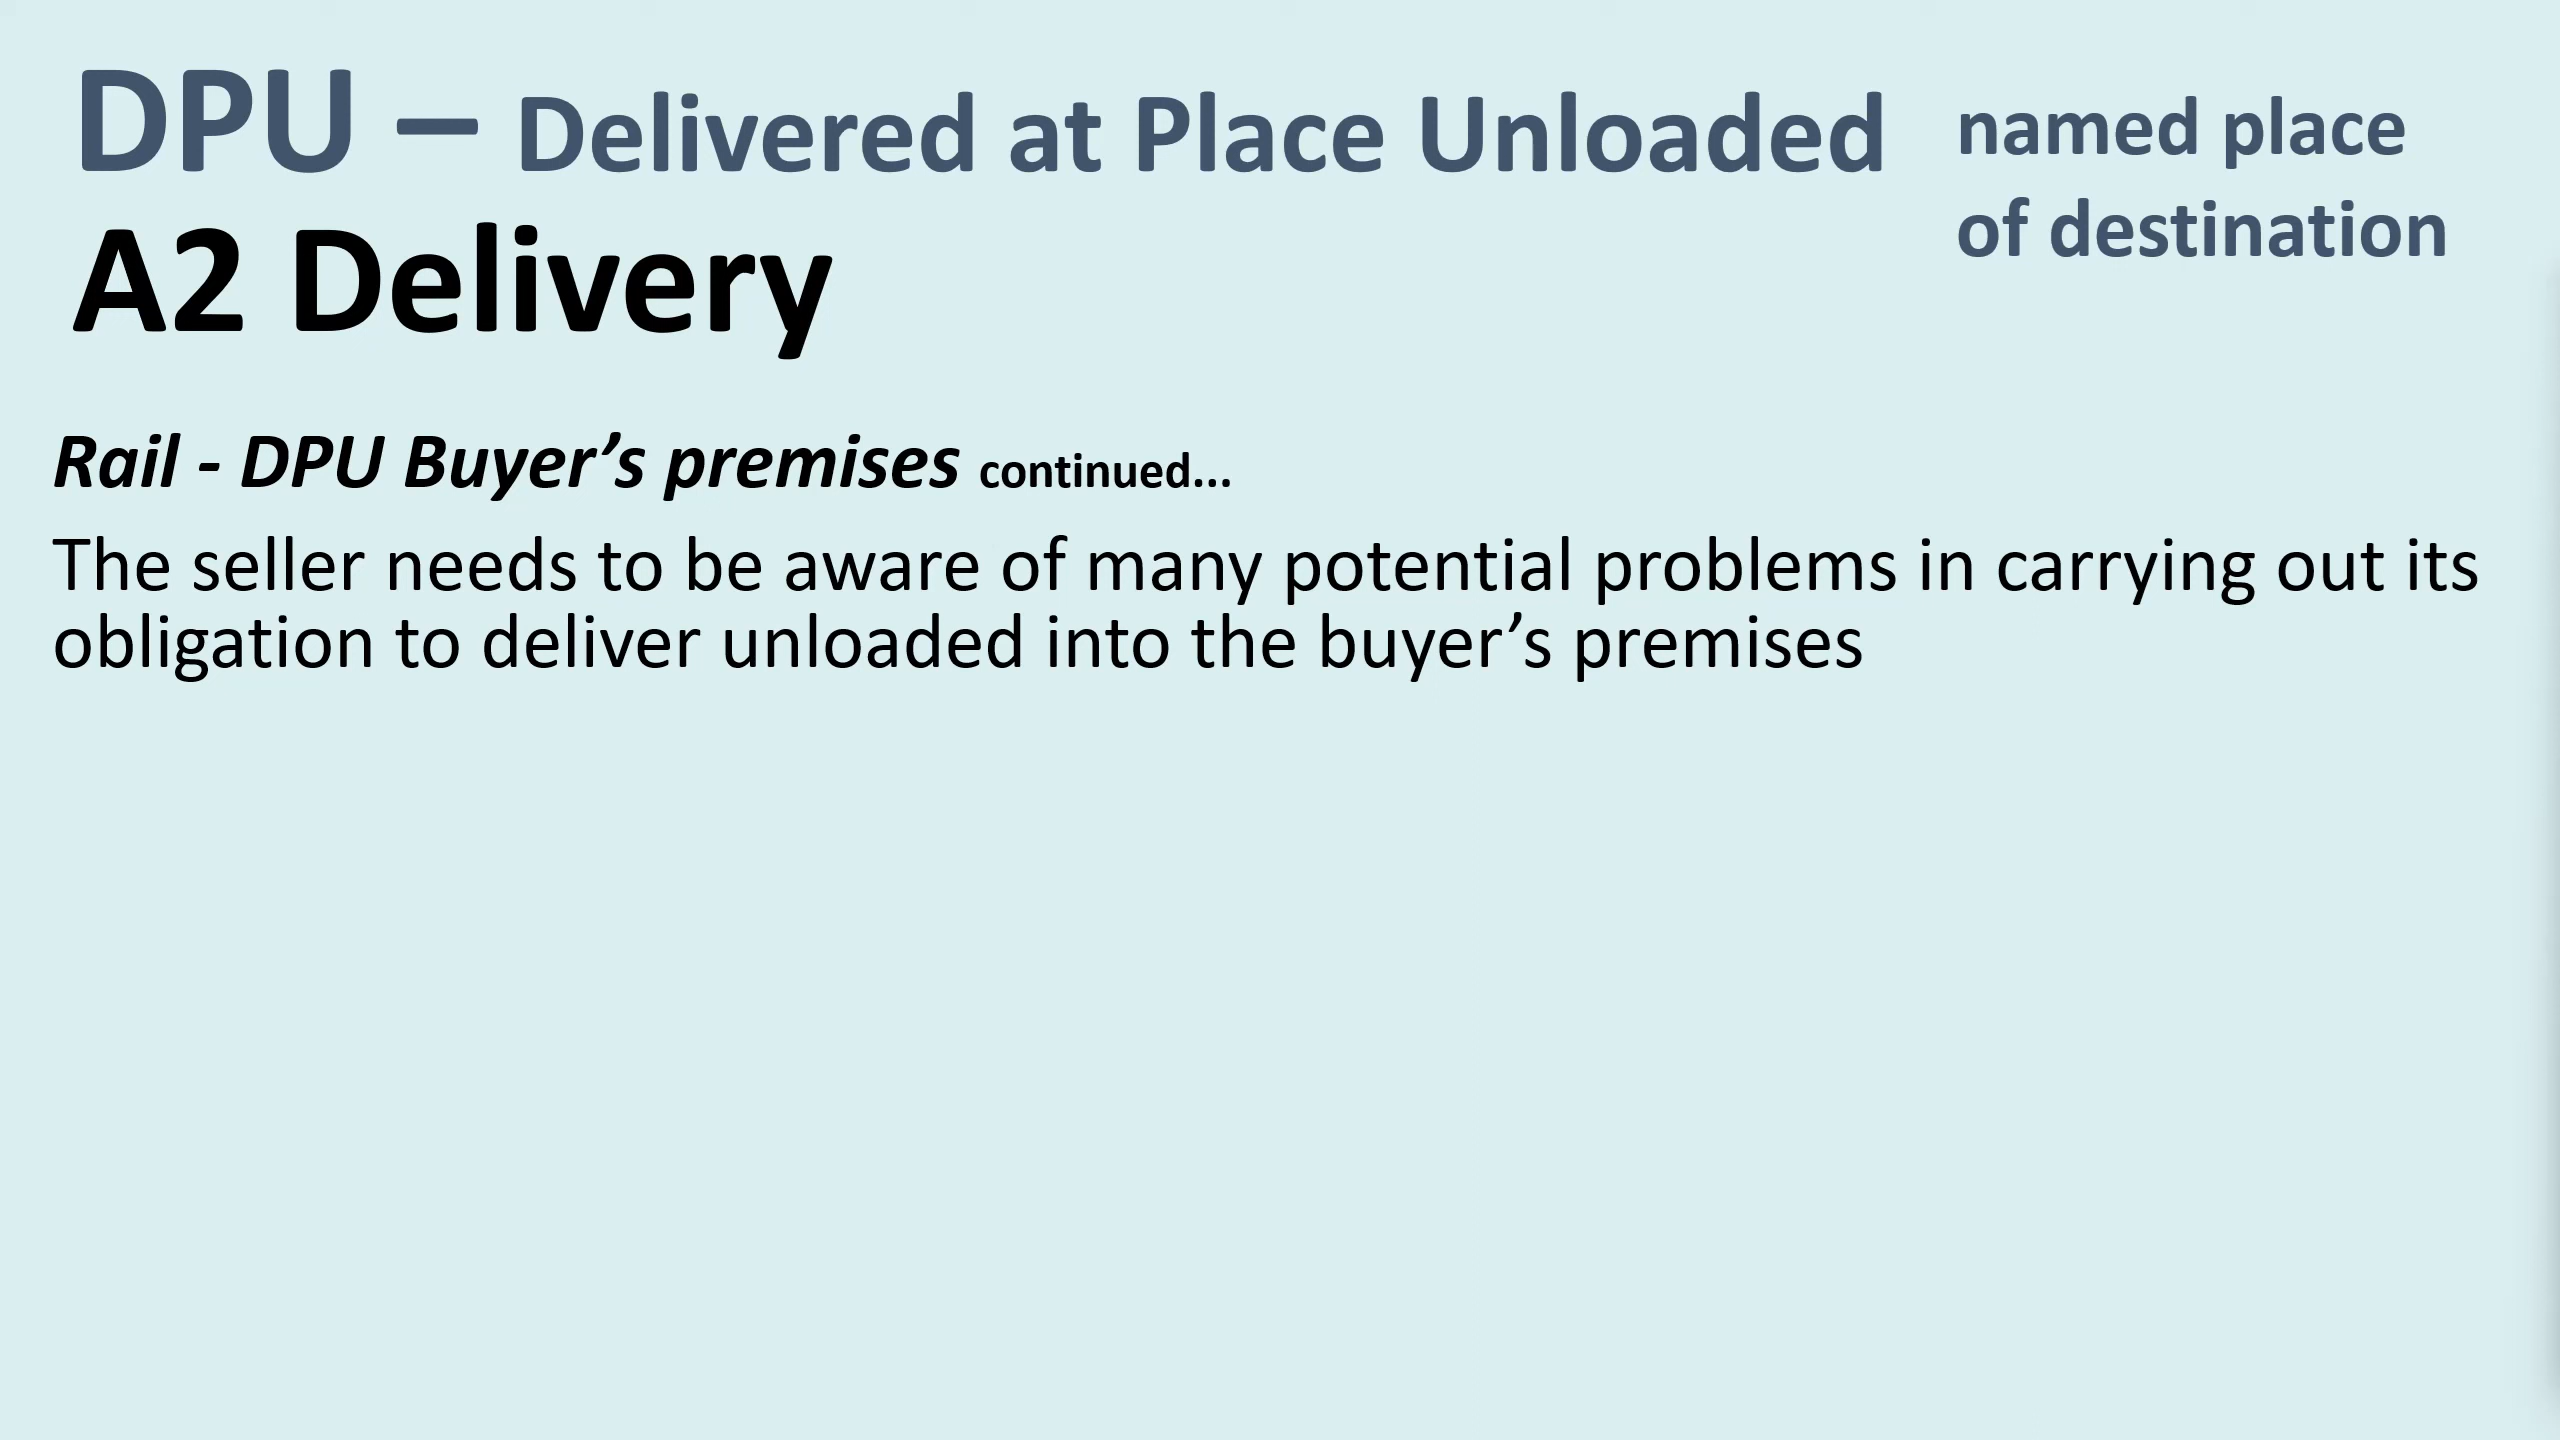 DPU – Delivered at Place Unloaded
named place
of destination
A2 Delivery
Rail - DPU Buyer’s premises continued...
The seller needs to be aware of many potential problems in carrying out its
obligation to deliver unloaded into the buyer’s premises